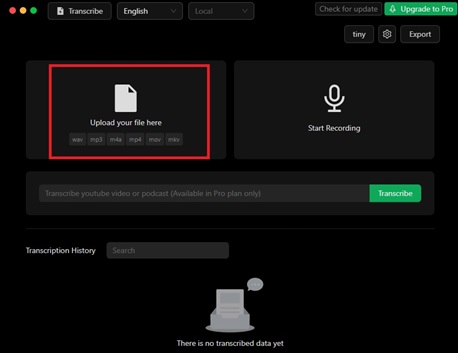 Transcribe English Local Check for update Upgrade to Pro
tiny Export
Upload your file here
wav mp3 m4a mp4 mov mkv
Start Recording
Transcribe youtube video or podcast (Available in Pro plan only) Transcribe
Transcription History Search
There is no transcribed data yet